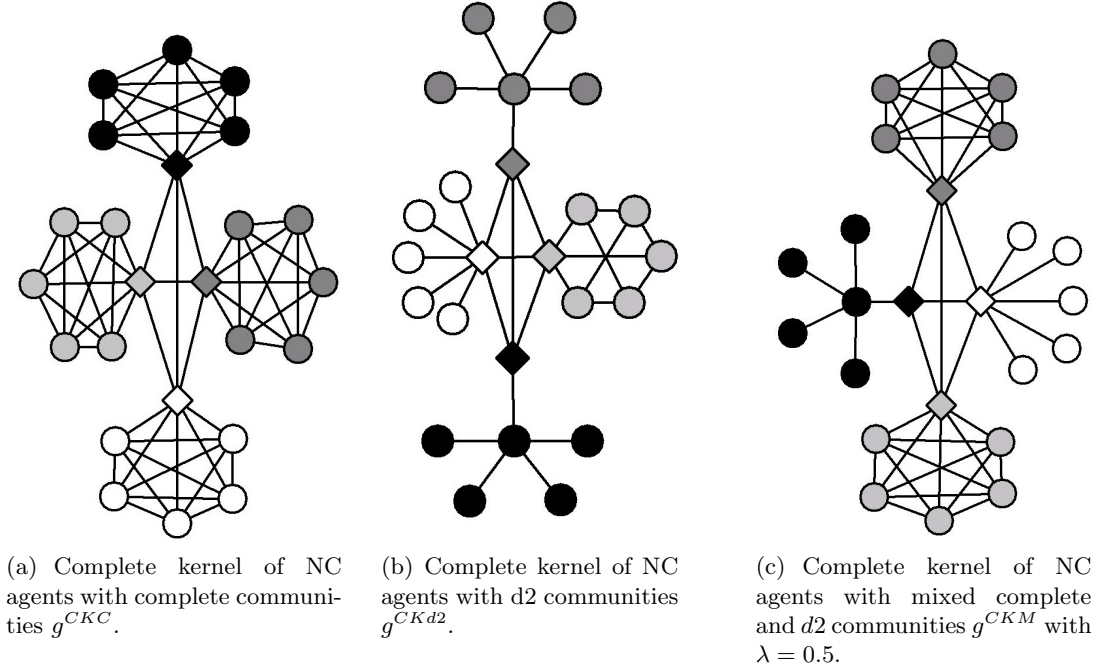 (a) Complete kernel of NC
agents with complete communi-
ties g^{CKC}.
(b) Complete kernel of NC
agents with d2 communities
g^{CKd2}.
(c) Complete kernel of NC
agents with mixed complete
and d2 communities g^{CKM} with
λ = 0.5.